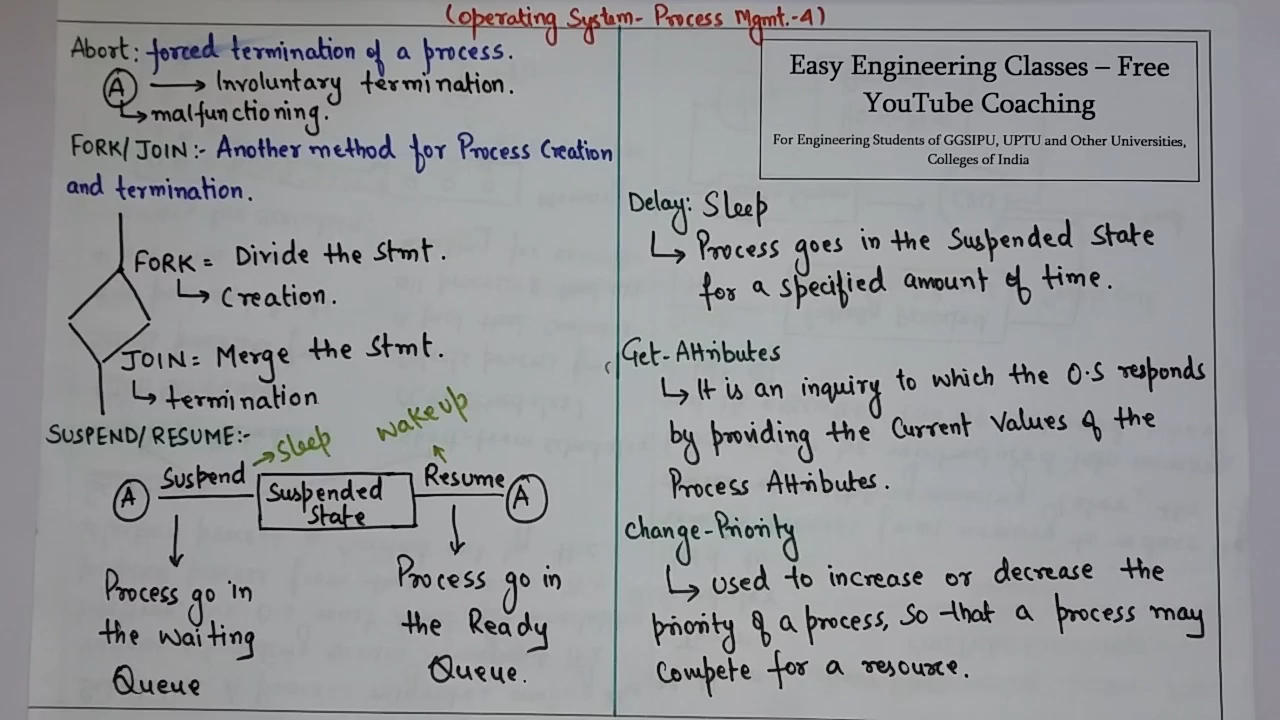 (Operating System- Process Mgmt.-4)
Abort: forced termination of a process.
A → Involuntary termination.
↳ malfunctioning.
FORK/JOIN:- Another method for Process Creation
and termination.
FORK = Divide the Stmt.
↳ Creation.
JOIN = Merge the Stmt.
↳ termination
SUSPEND/RESUME:-
→ Sleep
wakeup
A Suspend Suspended State Resume A
Process go in
the waiting
Queue
Process go in
the Ready
Queue.
Easy Engineering Classes – Free
YouTube Coaching
For Engineering Students of GGSIPU, UPTU and Other Universities,
Colleges of India
Delay: Sleep
↳ Process goes in the Suspended State
for a specified amount of time.
Get-Attributes
↳ It is an inquiry to which the O.S responds
by providing the Current Values of the
Process Attributes.
Change-Priority
↳ used to increase or decrease the
priority of a process, So that a process may
Compete for a resource.